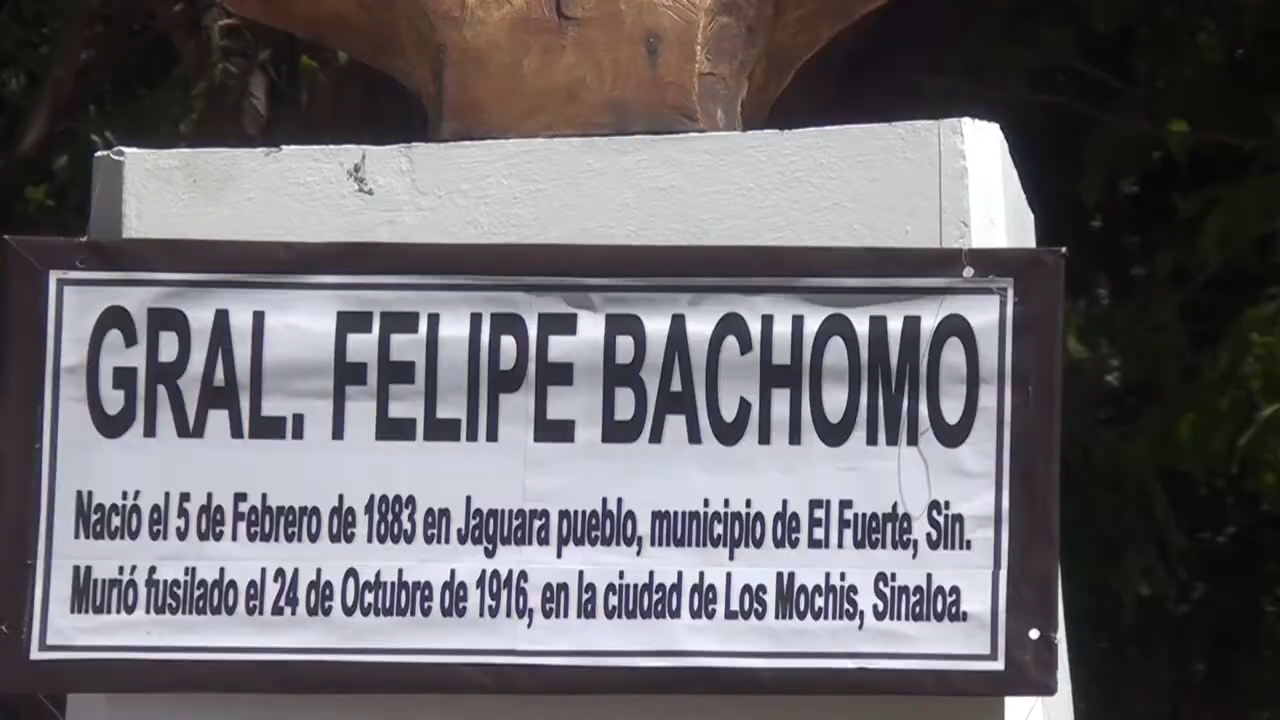 GRAL. FELIPE BACHOMO
Nació el 5 de Febrero de 1883 en Jaguara pueblo, municipio de El Fuerte, Sin.
Murió fusilado el 24 de Octubre de 1916, en la ciudad de Los Mochis, Sinaloa.